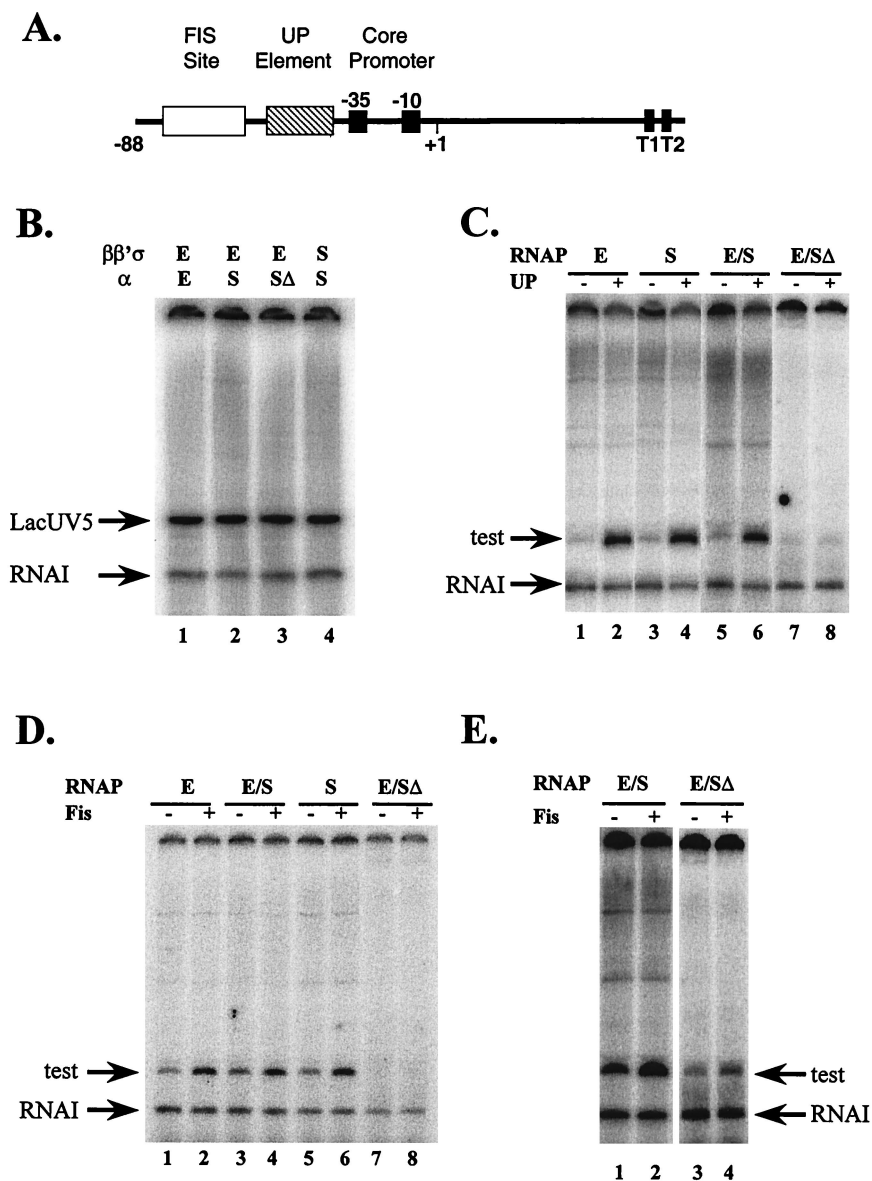 A.
FIS Site
UP Element
Core Promoter
-35 -10
-88 +1 T1 T2
B.
ββ'σ E E E S
α E S SΔ S
LacUV5
RNAI
1 2 3 4
C.
RNAP E S E/S E/SΔ
UP - + - + - + - +
test
RNAI
1 2 3 4 5 6 7 8
D.
RNAP E E/S S E/SΔ
Fis - + - + - + - +
test
RNAI
1 2 3 4 5 6 7 8
E.
RNAP E/S E/SΔ
Fis - + - +
test
RNAI
1 2 3 4